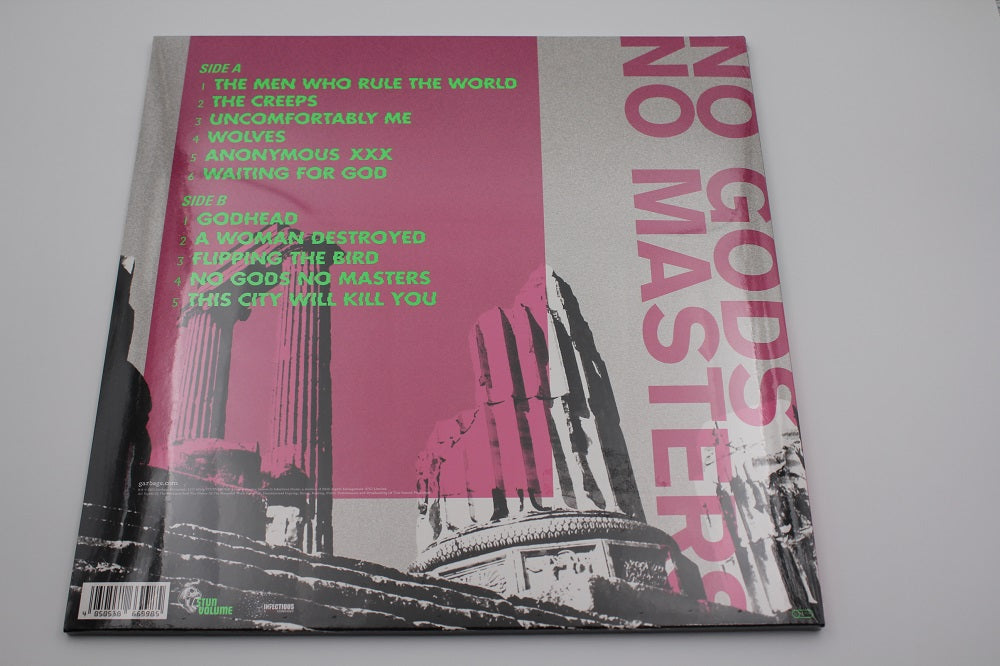 SIDE A
1 THE MEN WHO RULE THE WORLD
2 THE CREEPS
3 UNCOMFORTABLY ME
4 WOLVES
5 ANONYMOUS XXX
6 WAITING FOR GOD
SIDE B
1 GODHEAD
2 A WOMAN DESTROYED
3 FLIPPING THE BIRD
4 NO GODS NO MASTERS
5 THIS CITY WILL KILL YOU
NO GODS
NO MASTERS
garbage.com
STUN
VOLUME
INFECTIOUS